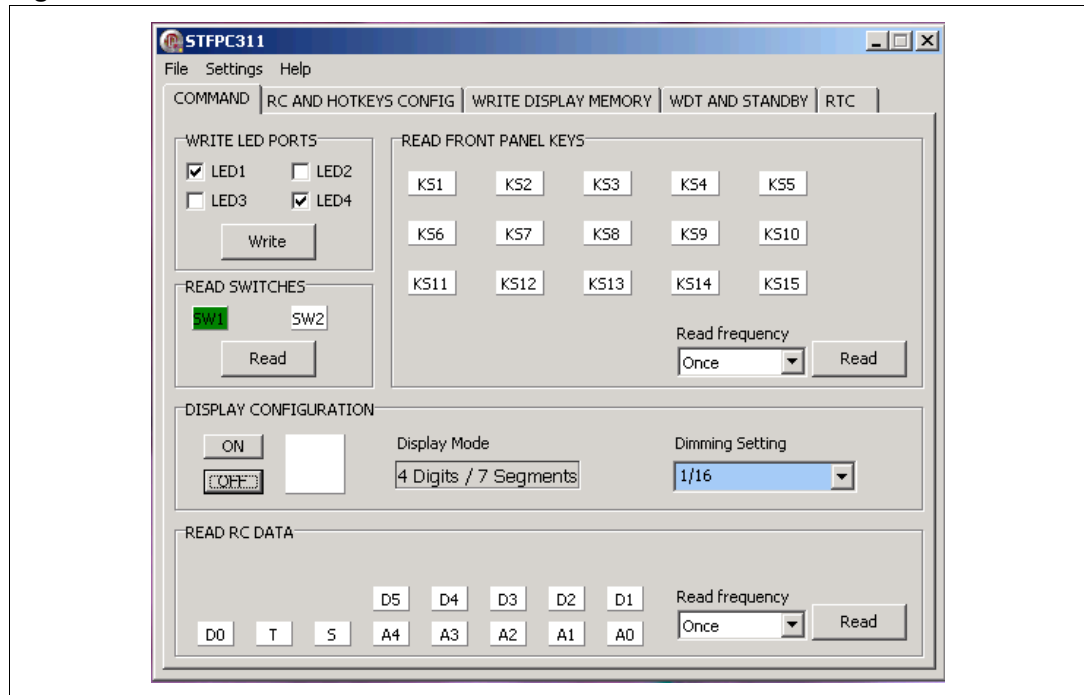 STFPC311
File Settings Help
COMMAND RC AND HOTKEYS CONFIG WRITE DISPLAY MEMORY WDT AND STANDBY RTC
WRITE LED PORTS
LED1 LED2
LED3 LED4
Write
READ FRONT PANEL KEYS
KS1 KS2 KS3 KS4 KS5
KS6 KS7 KS8 KS9 KS10
KS11 KS12 KS13 KS14 KS15
Read frequency
Once Read
READ SWITCHES
SW1 SW2
Read
DISPLAY CONFIGURATION
ON
OFF
Display Mode
4 Digits / 7 Segments
Dimming Setting
1/16
READ RC DATA
D5 D4 D3 D2 D1
D0 T S A4 A3 A2 A1 A0
Read frequency
Once Read